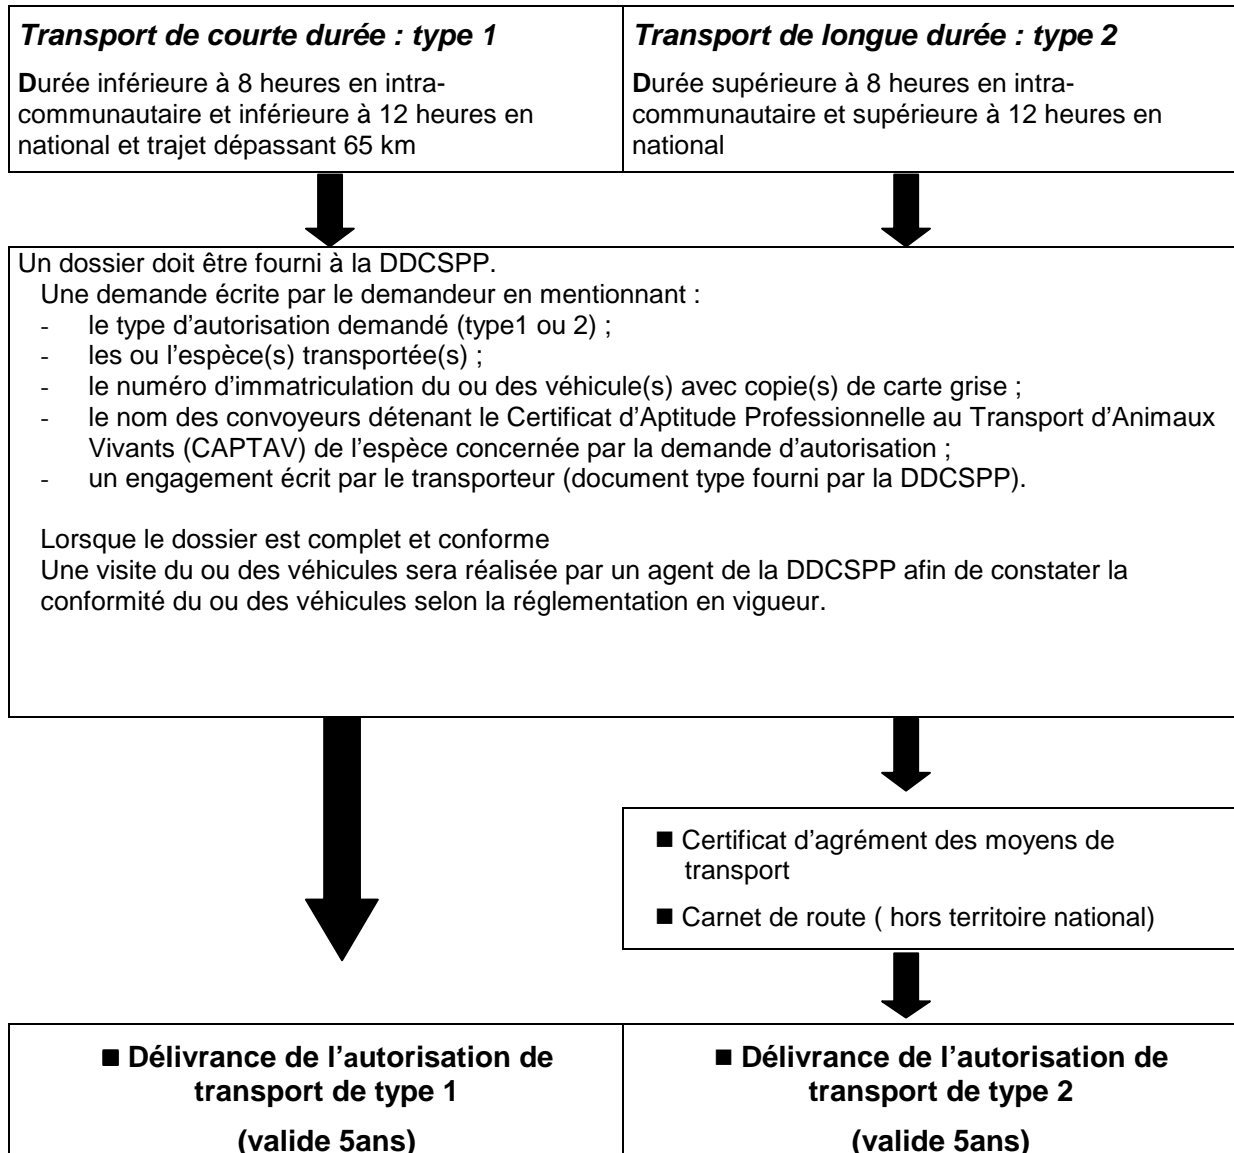 Transport de courte durée : type 1
Durée inférieure à 8 heures en intra-
communautaire et inférieure à 12 heures en
national et trajet dépassant 65 km
Transport de longue durée : type 2
Durée supérieure à 8 heures en intra-
communautaire et supérieure à 12 heures en
national
Un dossier doit être fourni à la DDCSPP.
Une demande écrite par le demandeur en mentionnant :
- le type d'autorisation demandé (type1 ou 2) ;
- les ou l'espèce(s) transportée(s) ;
- le numéro d'immatriculation du ou des véhicule(s) avec copie(s) de carte grise ;
- le nom des convoyeurs détenant le Certificat d'Aptitude Professionnelle au Transport d'Animaux
Vivants (CAPTAV) de l'espèce concernée par la demande d'autorisation ;
- un engagement écrit par le transporteur (document type fourni par la DDCSPP).
Lorsque le dossier est complet et conforme
Une visite du ou des véhicules sera réalisée par un agent de la DDCSPP afin de constater la
conformité du ou des véhicules selon la réglementation en vigueur.
■ Certificat d'agrément des moyens de
transport
■ Carnet de route ( hors territoire national)
■ Délivrance de l'autorisation de
transport de type 1
(valide 5ans)
■ Délivrance de l'autorisation de
transport de type 2
(valide 5ans)